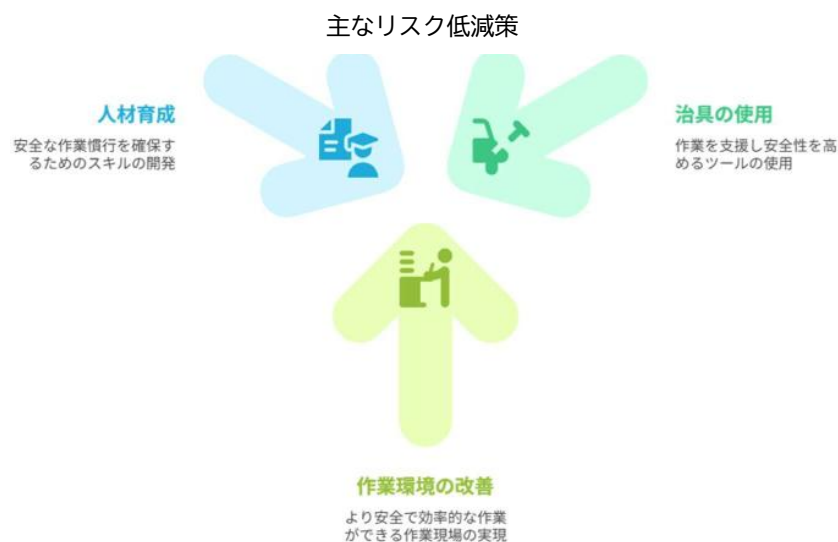 主なリスク低減策
人材育成
安全な作業慣行を確保す
るためのスキルの開発
治具の使用
作業を支援し安全性を高
めるツールの使用
作業環境の改善
より安全で効率的な作業
ができる作業現場の実現